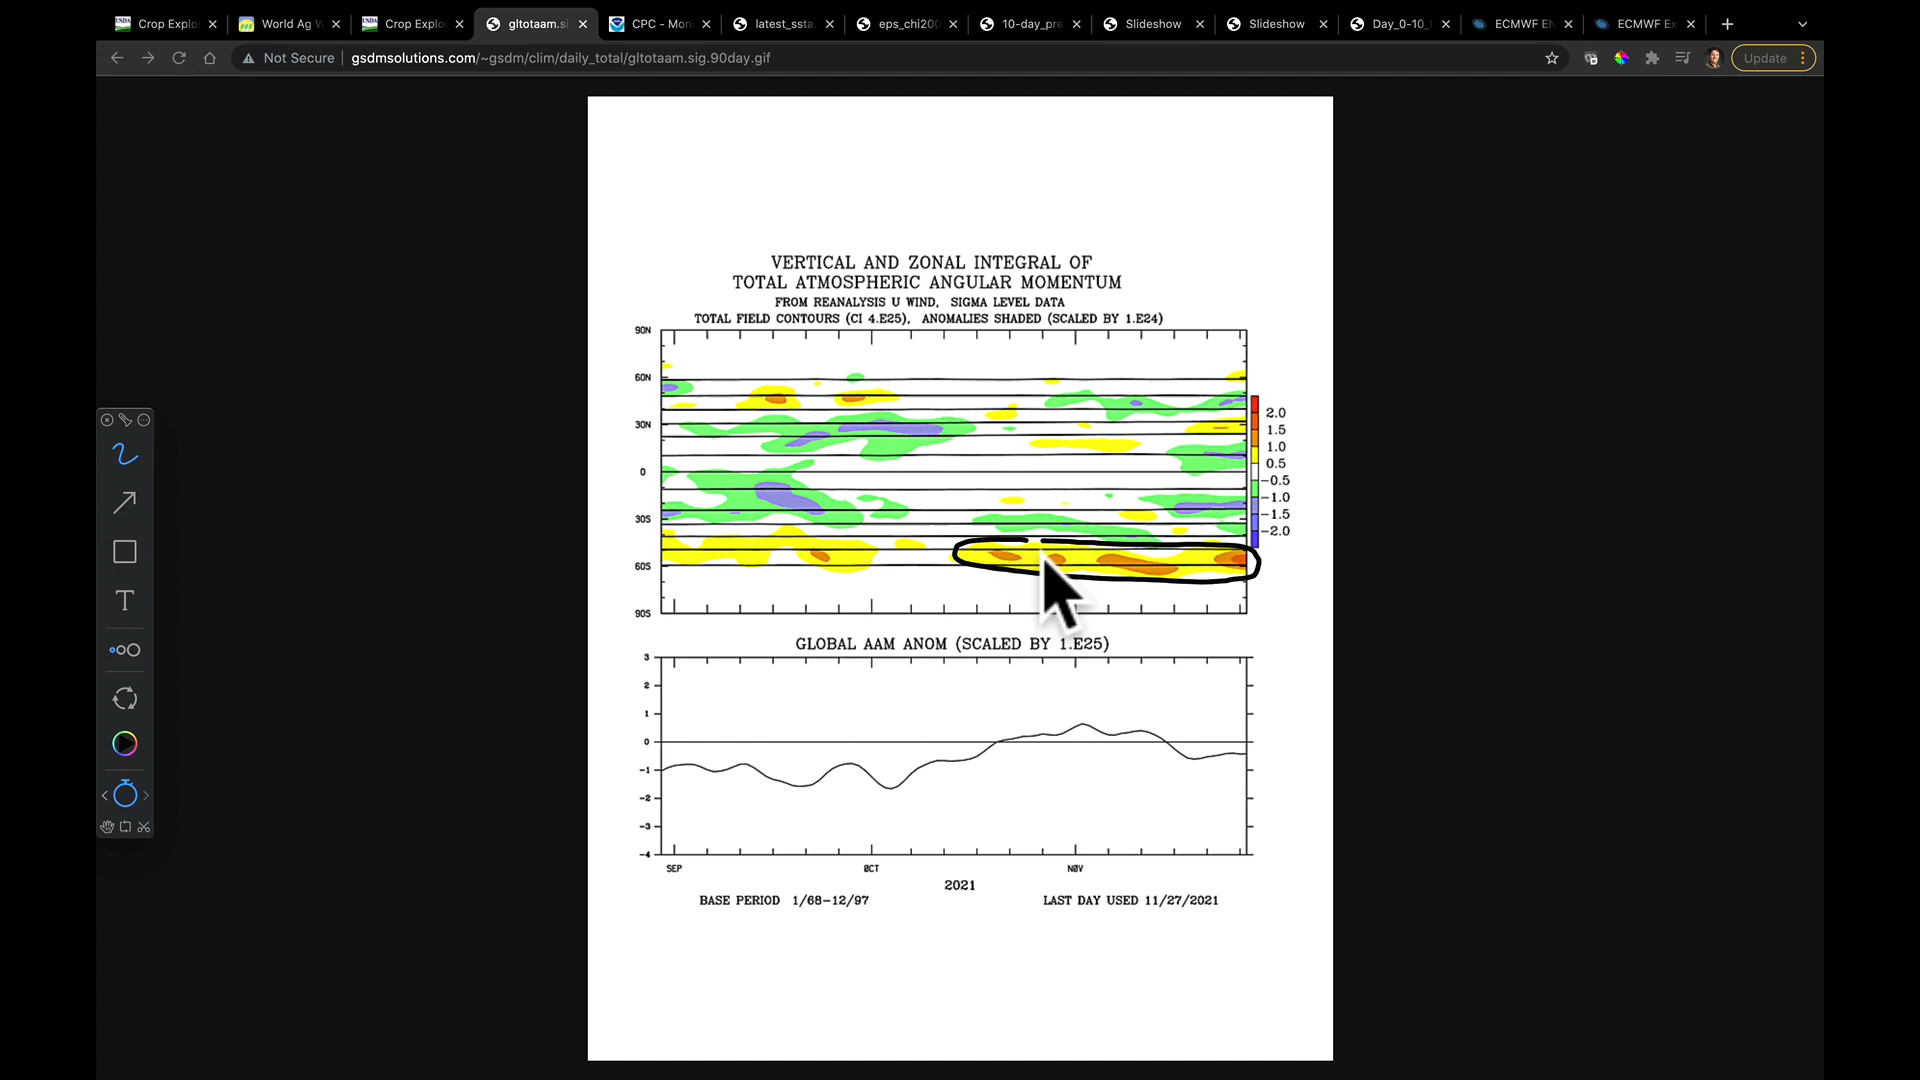 Crop Explo
World Ag W
Crop Explo
gltotaam.si
CPC - Mon
latest_ssta.
eps_chi200
10-day_pre
Slideshow
Slideshow
Day_0-10_
ECMWF EN
ECMWF Ex
Not Secure
gsdmsolutions.com/~gsdm/clim/daily_total/gltotaam.sig.90day.gif
Update
VERTICAL AND ZONAL INTEGRAL OF
TOTAL ATMOSPHERIC ANGULAR MOMENTUM
FROM REANALYSIS U WIND, SIGMA LEVEL DATA
TOTAL FIELD CONTOURS (CI 4.E25), ANOMALIES SHADED (SCALED BY 1.E24)
90N
60N
30N
0
30S
60S
90S
2.0
1.5
1.0
0.5
-0.5
-1.0
-1.5
-2.0
T
GLOBAL AAM ANOM (SCALED BY 1.E25)
3
2
1
0
-1
-2
-3
-4
SEP
OCT
NOV
2021
BASE PERIOD 1/68-12/97
LAST DAY USED 11/27/2021